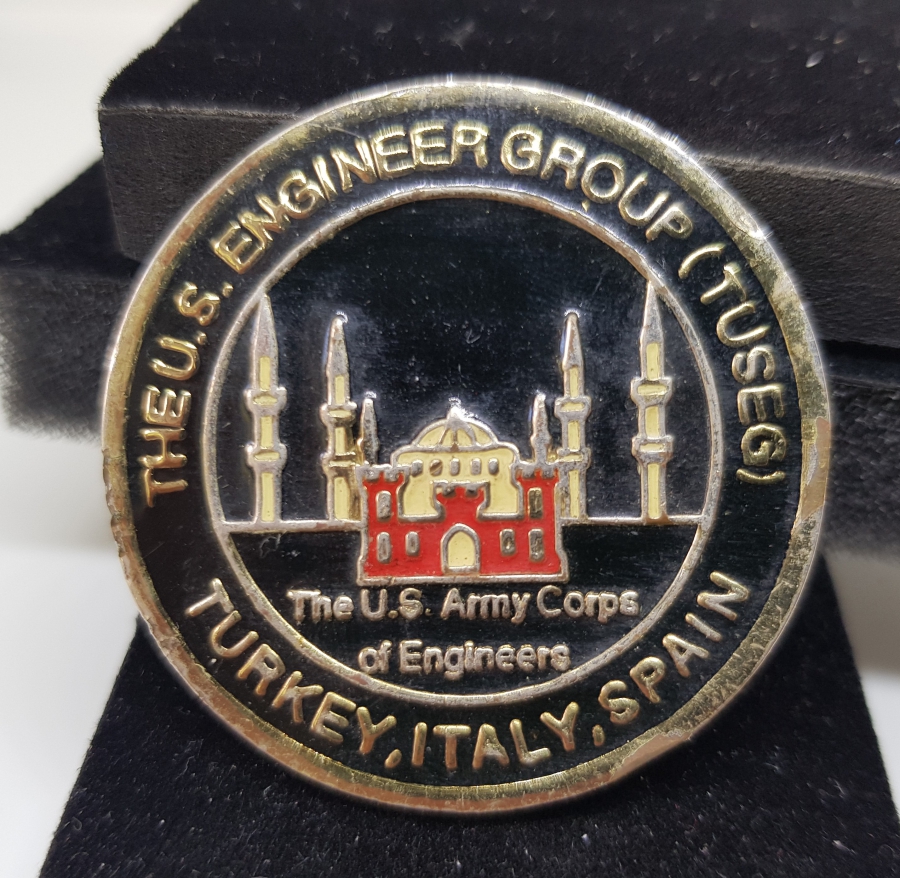 THE U.S. ENGINEER GROUP (TUSEG)
The U.S. Army Corps
of Engineers
TURKEY, ITALY, SPAIN